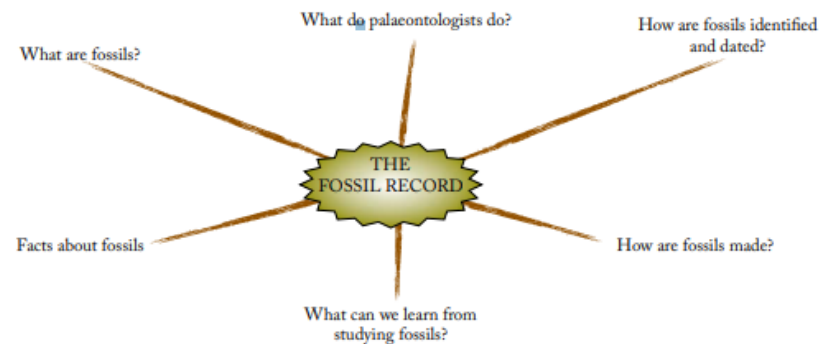 What do palaeontologists do?
How are fossils identified
and dated?
What are fossils?
THE
FOSSIL RECORD
Facts about fossils
How are fossils made?
What can we learn from
studying fossils?